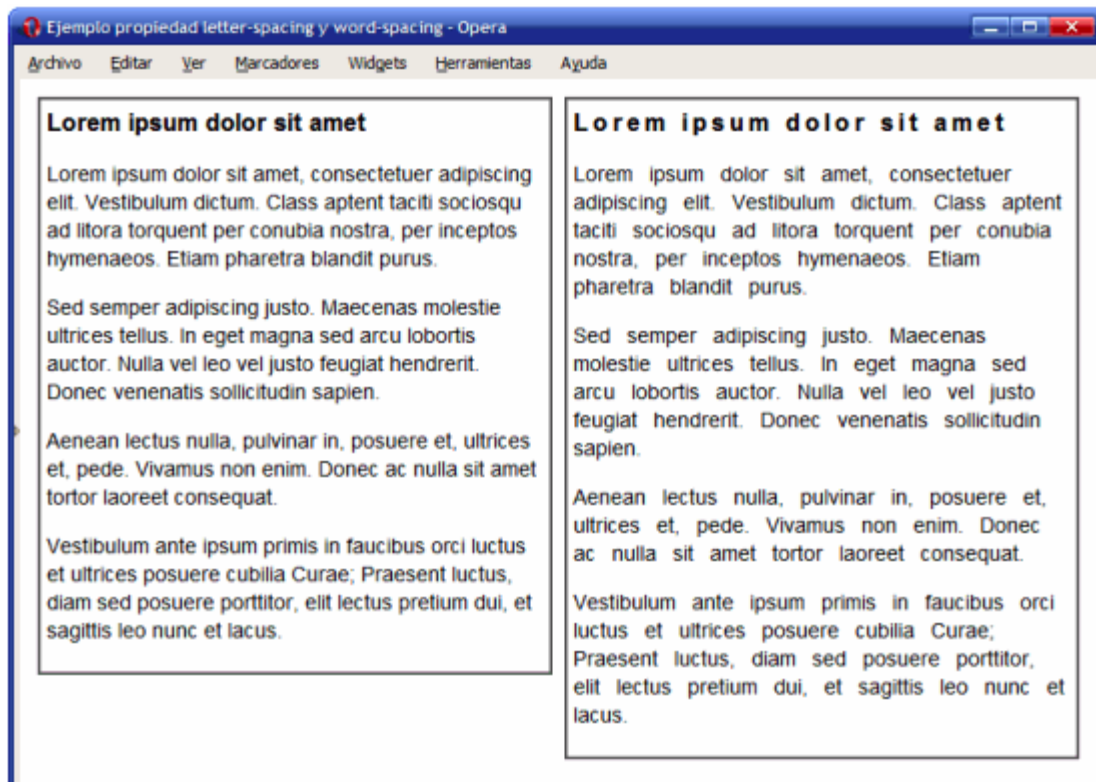 Ejemplo propiedad letter-spacing y word-spacing - Opera
Archivo Editar Ver Marcadores Widgets Herramientas Ayuda
Lorem ipsum dolor sit amet
Lorem ipsum dolor sit amet, consectetuer adipiscing
elit. Vestibulum dictum. Class aptent taciti sociosqu
ad litora torquent per conubia nostra, per inceptos
hymenaeos. Etiam pharetra blandit purus.
Sed semper adipiscing justo. Maecenas molestie
ultrices tellus. In eget magna sed arcu lobortis
auctor. Nulla vel leo vel justo feugiat hendrerit.
Donec venenatis sollicitudin sapien.
Aenean lectus nulla, pulvinar in, posuere et, ultrices
et, pede. Vivamus non enim. Donec ac nulla sit amet
tortor laoreet consequat.
Vestibulum ante ipsum primis in faucibus orci luctus
et ultrices posuere cubilia Curae; Praesent luctus,
diam sed posuere porttitor, elit lectus pretium dui, et
sagittis leo nunc et lacus.
Lorem ipsum dolor sit amet
Lorem ipsum dolor sit amet, consectetuer
adipiscing elit. Vestibulum dictum. Class aptent
taciti sociosqu ad litora torquent per conubia
nostra, per inceptos hymenaeos. Etiam
pharetra blandit purus.
Sed semper adipiscing justo. Maecenas
molestie ultrices tellus. In eget magna sed
arcu lobortis auctor. Nulla vel leo vel justo
feugiat hendrerit. Donec venenatis sollicitudin
sapien.
Aenean lectus nulla, pulvinar in, posuere et,
ultrices et, pede. Vivamus non enim. Donec
ac nulla sit amet tortor laoreet consequat.
Vestibulum ante ipsum primis in faucibus orci
luctus et ultrices posuere cubilia Curae;
Praesent luctus, diam sed posuere porttitor,
elit lectus pretium dui, et sagittis leo nunc et
lacus.